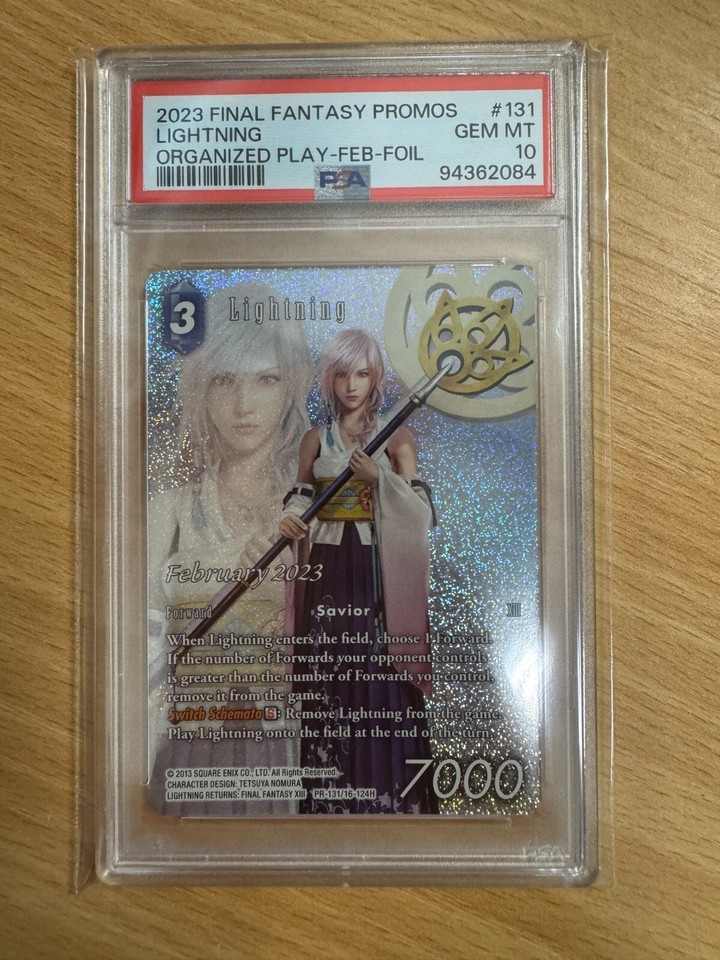 2023 FINAL FANTASY PROMOS #131
LIGHTNING GEM MT
ORGANIZED PLAY-FEB-FOIL 10
PSA 94362084
3 Lightning
February 2023
Forward Savior XIII
When Lightning enters the field, choose 1 Forward.
If the number of Forwards your opponent controls
is greater than the number of Forwards you control,
remove it from the game.
Switch Schemata S: Remove Lightning from the game.
Play Lightning onto the field at the end of the turn.
© 2013 SQUARE ENIX CO., LTD. All Rights Reserved.
CHARACTER DESIGN: TETSUYA NOMURA
LIGHTNING RETURNS: FINAL FANTASY XIII PR-131/16-124H
7000
PSA